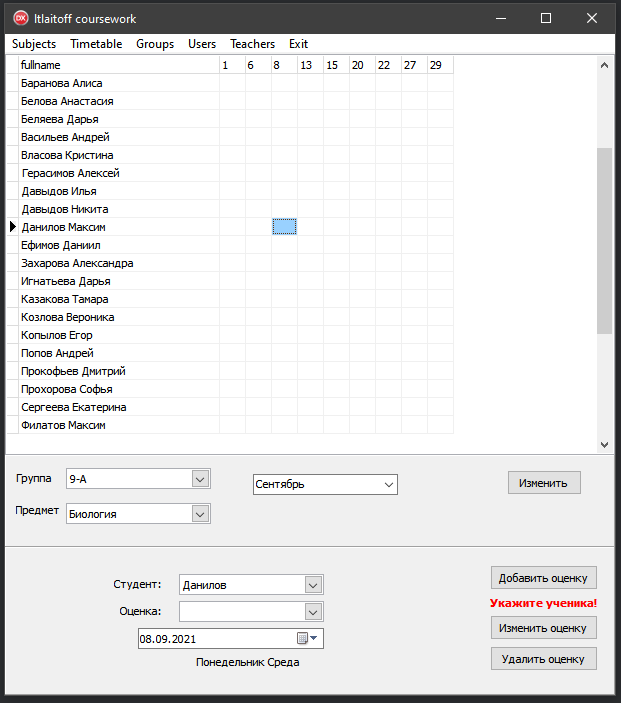 ltlaitoff coursework
Subjects Timetable Groups Users Teachers Exit
fullname 1 6 8 13 15 20 22 27 29
Баранова Алиса
Белова Анастасия
Беляева Дарья
Васильев Андрей
Власова Кристина
Герасимов Алексей
Давыдов Илья
Давыдов Никита
Данилов Максим
Ефимов Даниил
Захарова Александра
Игнатьева Дарья
Казакова Тамара
Козлова Вероника
Копылов Егор
Попов Андрей
Прокофьев Дмитрий
Прохорова Софья
Сергеева Екатерина
Филатов Максим
Группа 9-А Сентябрь Изменить
Предмет Биология
Студент: Данилов Добавить оценку
Оценка: Укажите ученика!
08.09.2021 Изменить оценку
Понедельник Среда Удалить оценку